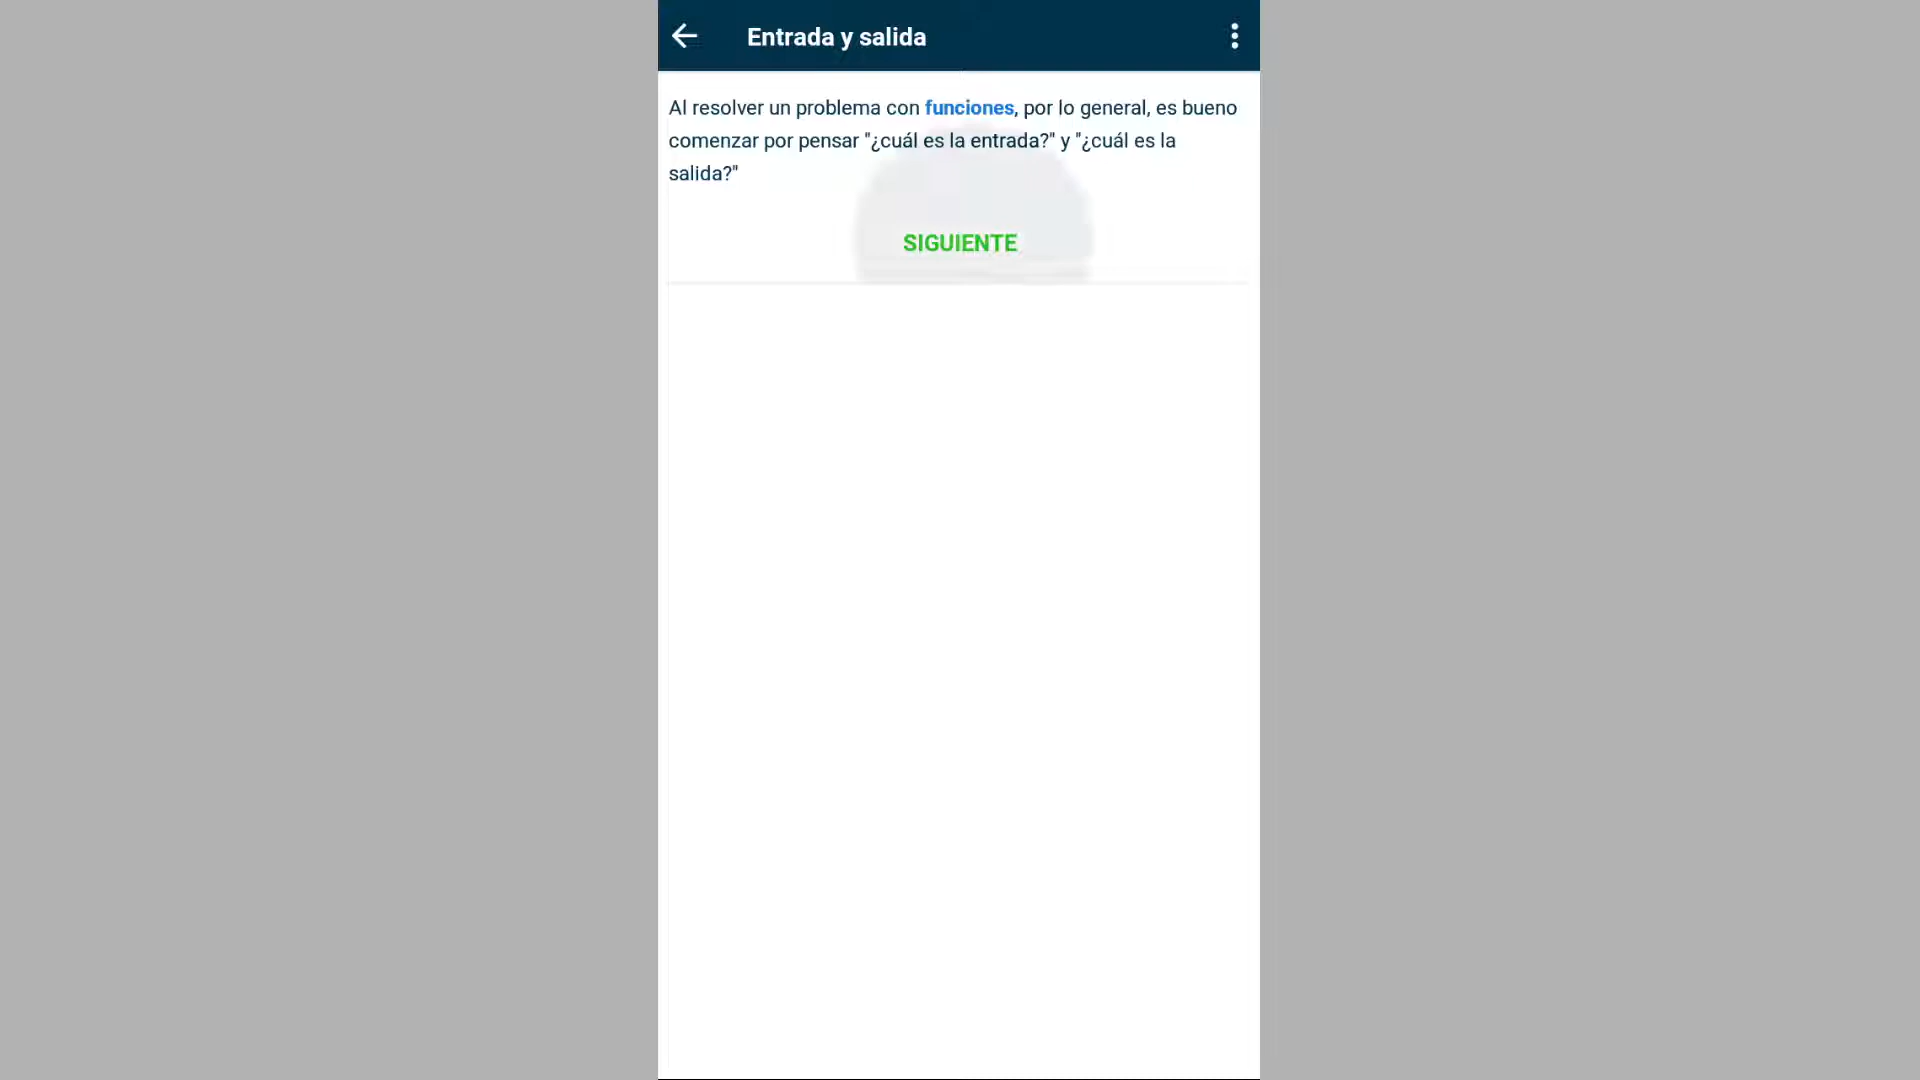 Entrada y salida
Al resolver un problema con funciones, por lo general, es bueno
comenzar por pensar "¿cuál es la entrada?" y "¿cuál es la
salida?"
SIGUIENTE